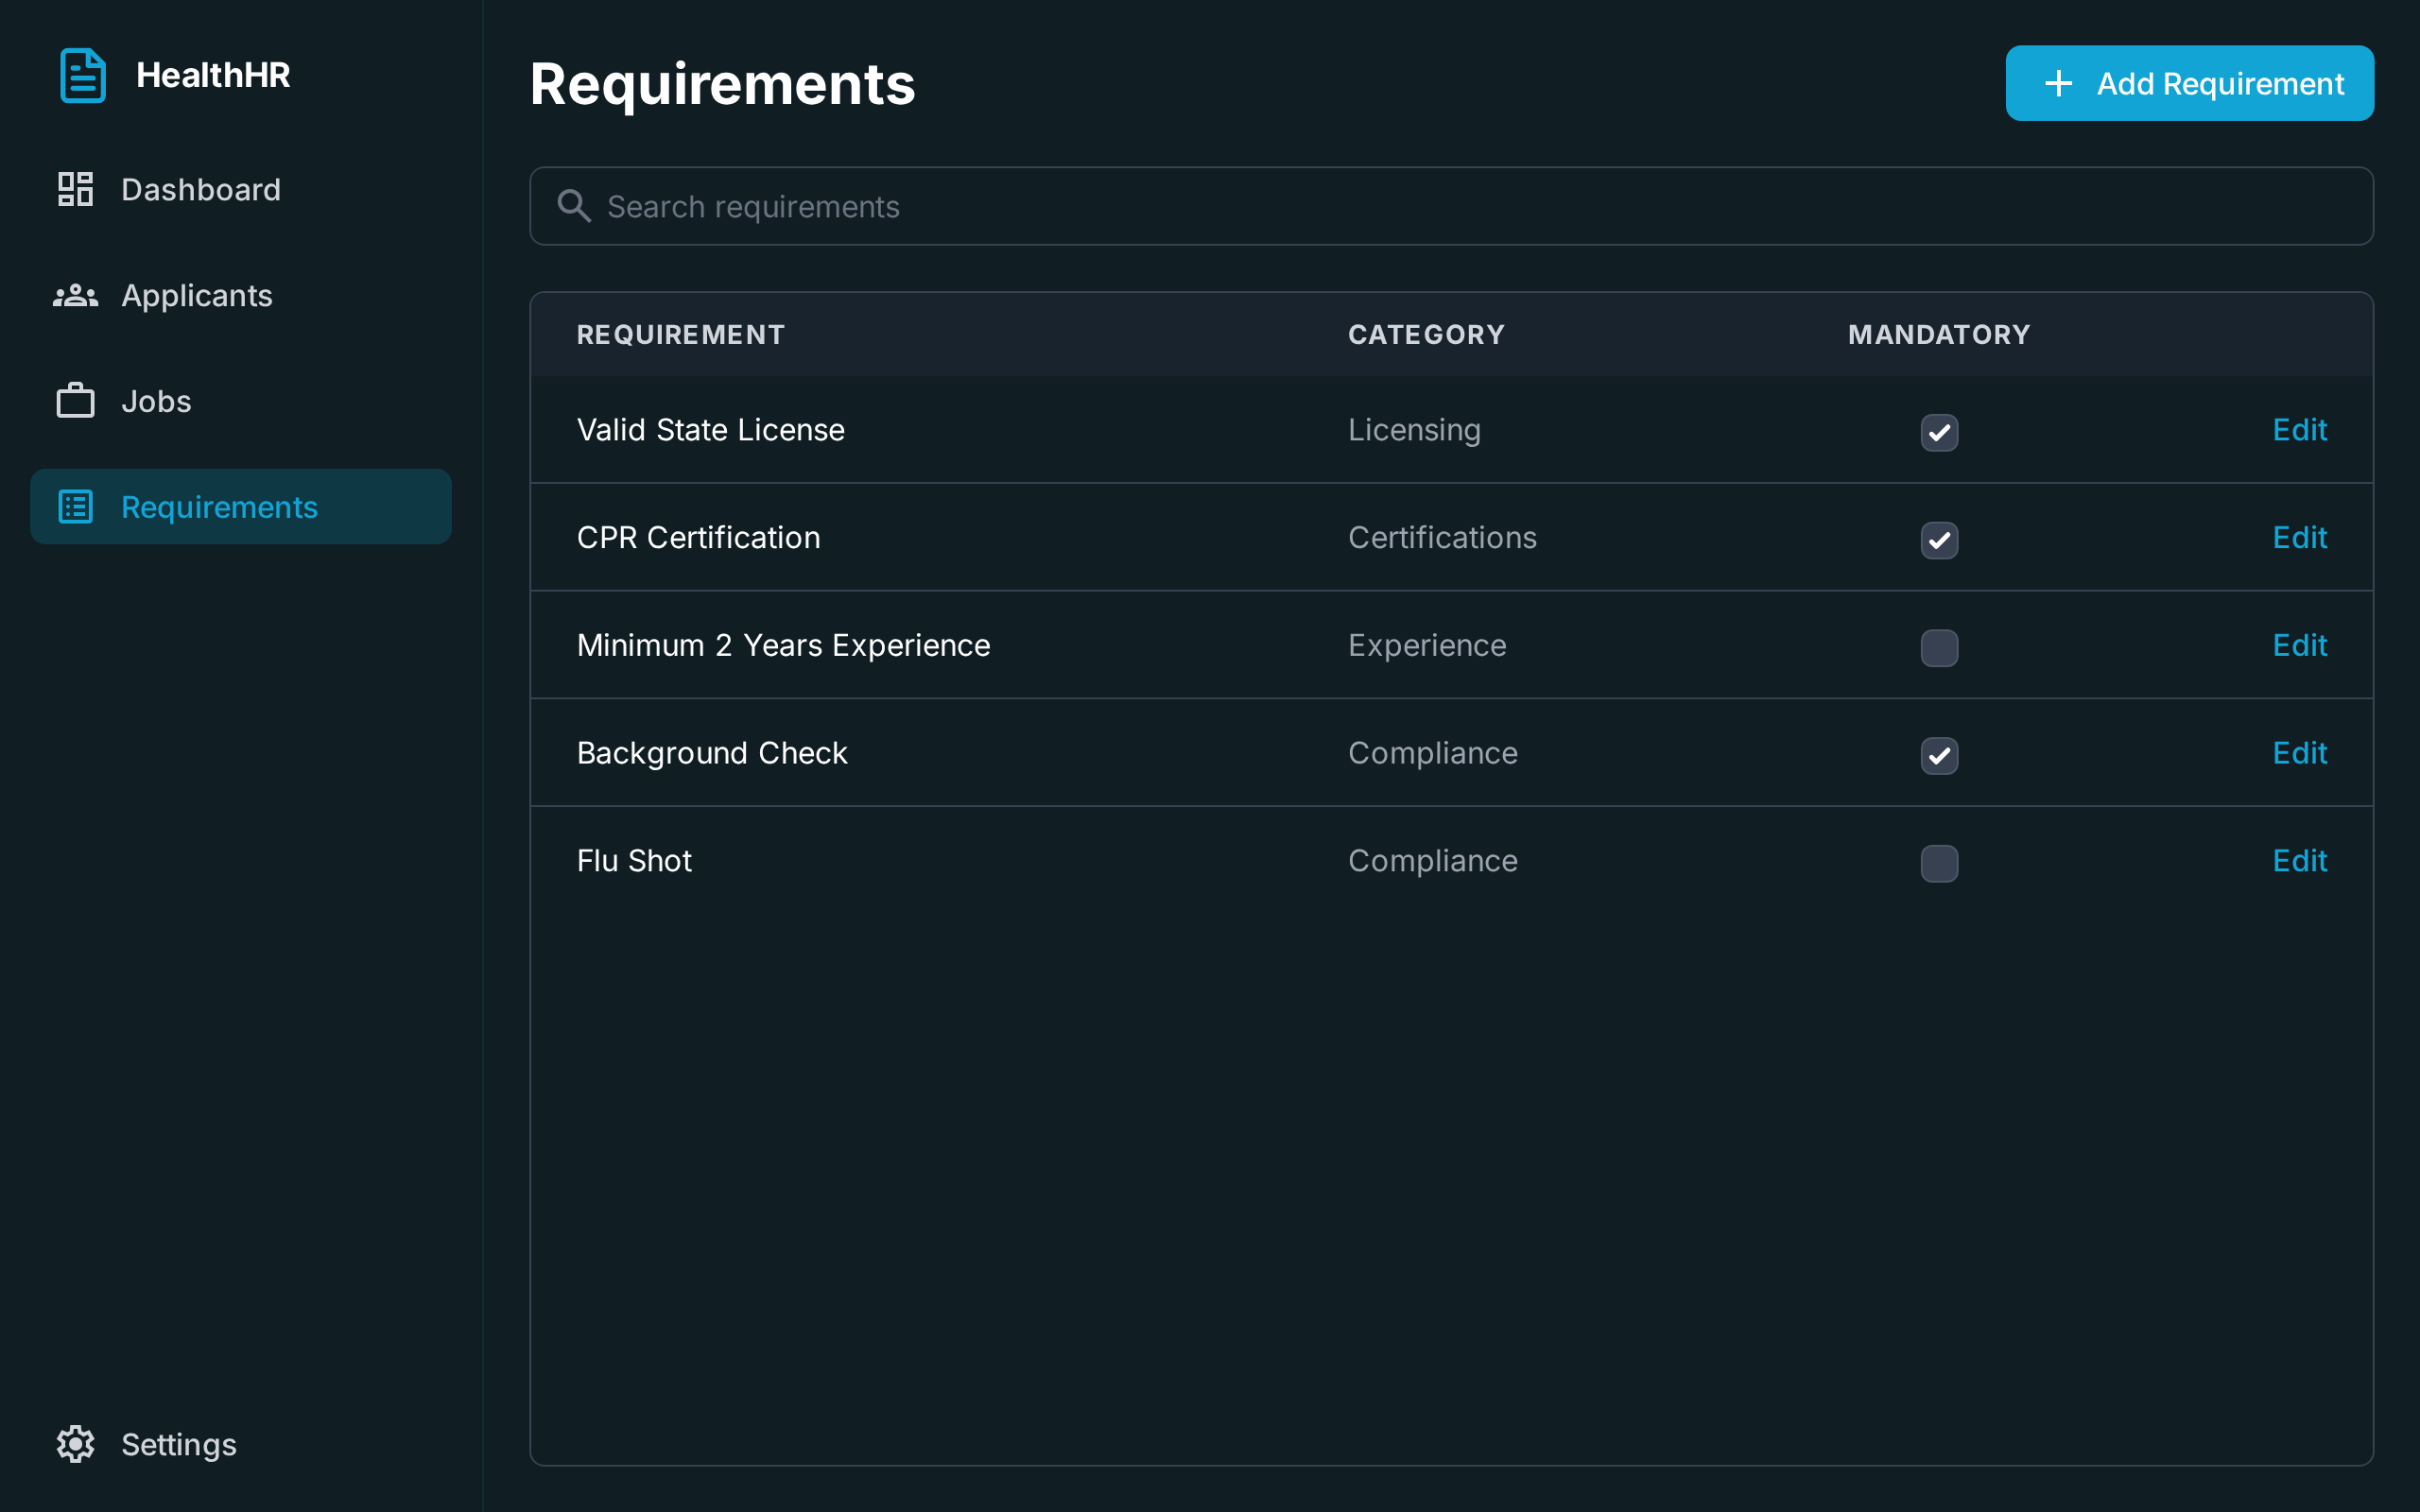 HealthHR
Dashboard
Applicants
Jobs
Requirements
Settings
Requirements
Add Requirement
Search requirements
REQUIREMENT CATEGORY MANDATORY
Valid State License Licensing Edit
CPR Certification Certifications Edit
Minimum 2 Years Experience Experience Edit
Background Check Compliance Edit
Flu Shot Compliance Edit